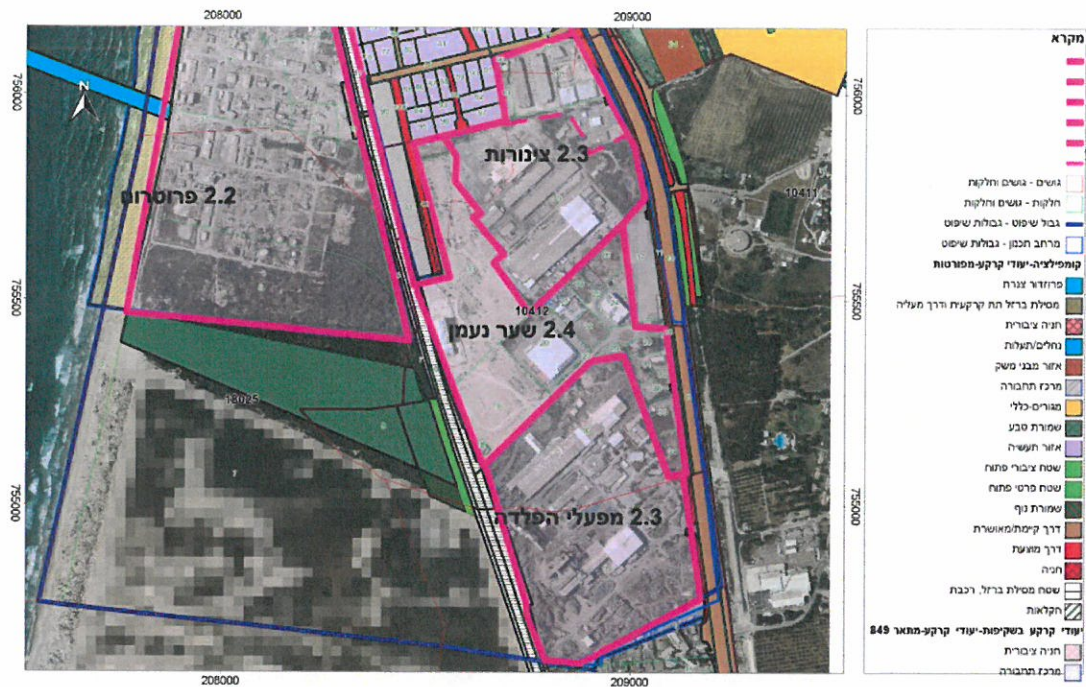 208000
209000
756000
756000
2.3 צינורות
2.2 פרוטרום
10411
755500
755500
10412
2.4 שער נעמן
18025
755000
755000
2.3 מפעלי הפלדה
208000
209000
מקרא
גושים - גושים וחלקות
חלקות - גושים וחלקות
גבול שיפוט - גבולות שיפוט
מרחב תכנון - גבולות שיפוט
קומפילציה-יעודי קרקע-מפורטות
פרוזדור צנרת
מסילת ברזל תת קרקעית ודרך מעליה
חניה ציבורית
נחלים/תעלות
אזור מבני משק
מרכז תחבורה
מגורים-כללי
שמורת טבע
אזור תעשיה
שטח ציבורי פתוח
שטח פרטי פתוח
שמורת נוף
דרך קיימת/מאושרת
דרך מוצעת
חניה
שטח מסילת ברזל, רכבת
חקלאות
יעודי קרקע בשקיפות-יעודי קרקע-מתאר 849
חניה ציבורית
מרכז תחבורה